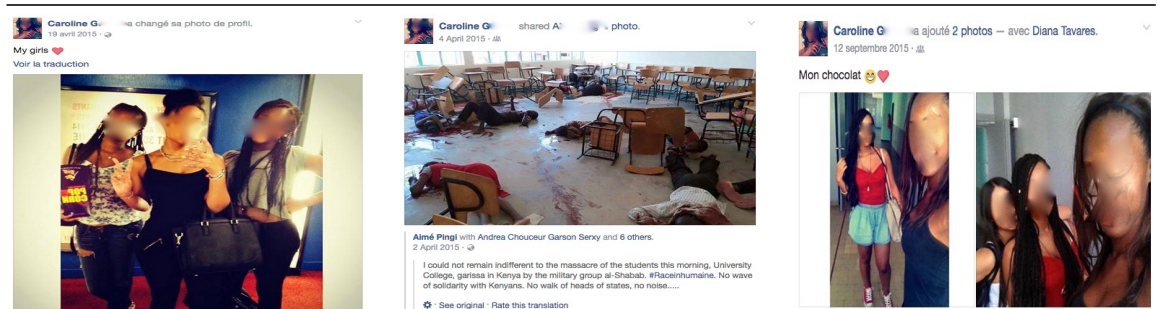 Caroline G a changé sa photo de profil.
19 avril 2015 ·
My girls
Voir la traduction
POP
CORN
Caroline G shared A photo.
4 April 2015 ·
Aimé Pingi with Andrea Chouceur Garson Serxy and 6 others.
2 April 2015 ·
I could not remain indifferent to the massacre of the students this morning, University
College, garissa in Kenya by the military group al-Shabab. #Raceinhumaine. No wave
of solidarity with Kenyans. No walk of heads of states, no noise.....
· See original · Rate this translation
Caroline G a ajouté 2 photos — avec Diana Tavares.
12 septembre 2015 ·
Mon chocolat